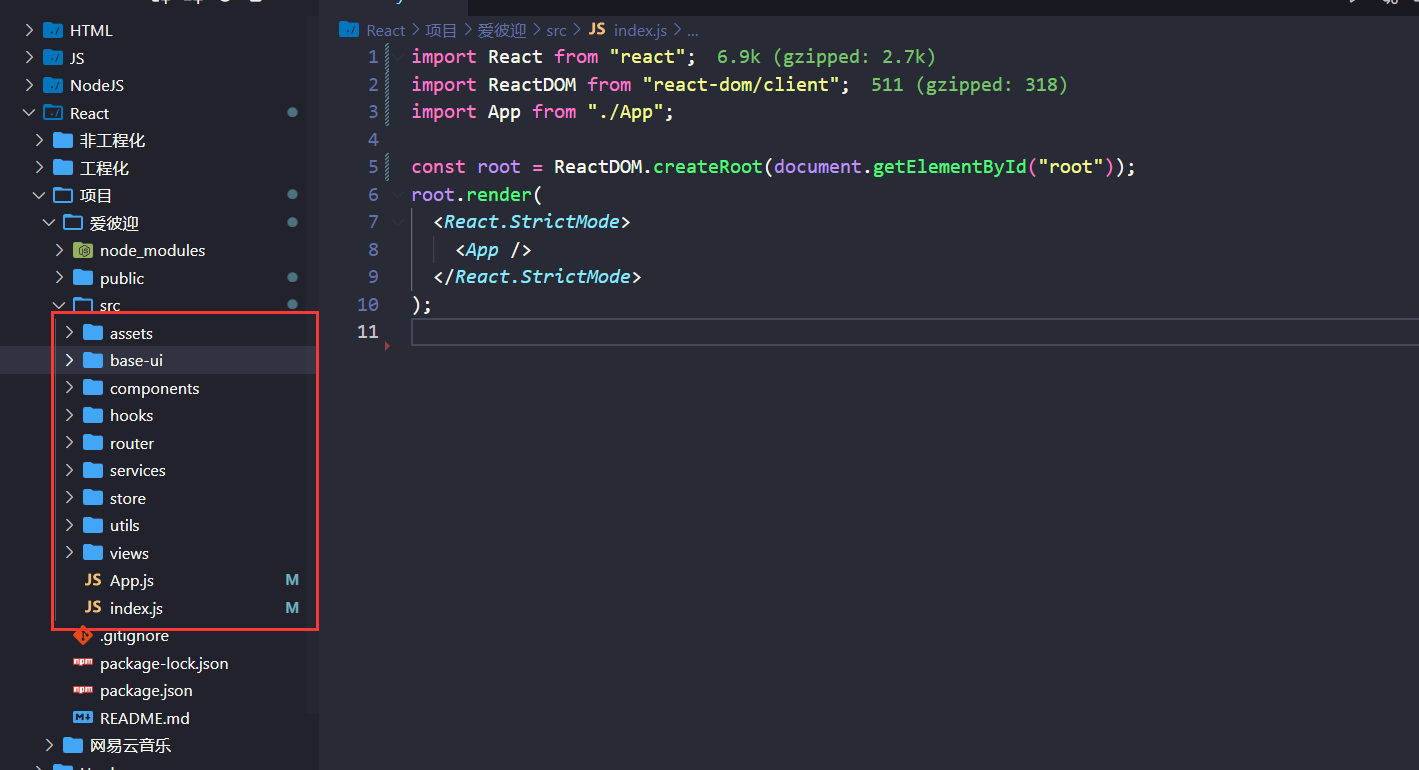 HTML
JS
NodeJS
React
非工程化
工程化
项目
爱彼迎
node_modules
public
src
assets
base-ui
components
hooks
router
services
store
utils
views
JS App.js M
JS index.js M
.gitignore
npm package-lock.json
npm package.json
README.md
网易云音乐
React > 项目 > 爱彼迎 > src > JS index.js > ...
1 import React from "react"; 6.9k (gzipped: 2.7k)
2 import ReactDOM from "react-dom/client"; 511 (gzipped: 318)
3 import App from "./App";
4
5 const root = ReactDOM.createRoot(document.getElementById("root"));
6 root.render(
7 <React.StrictMode>
8 <App />
9 </React.StrictMode>
10 );
11